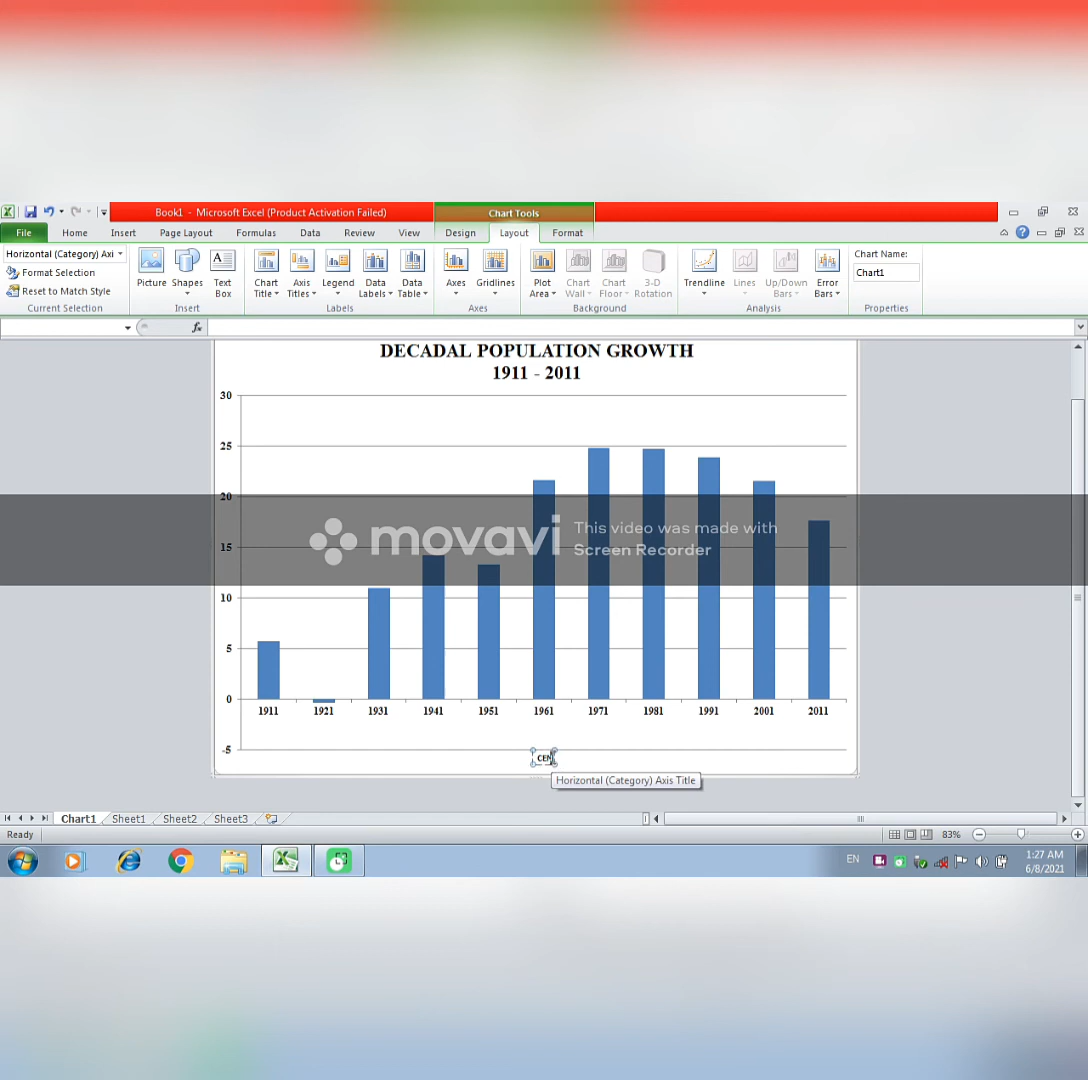 Book1 - Microsoft Excel (Product Activation Failed)
Chart Tools
File Home Insert Page Layout Formulas Data Review View Design Layout Format
Horizontal (Category) Axi
Format Selection
Reset to Match Style
Current Selection
Picture
Shapes
Text Box
Insert
Chart Title
Axis Titles
Legend
Data Labels
Data Table
Labels
Axes
Gridlines
Axes
Plot Area
Chart Wall
Chart Floor
3-D Rotation
Background
Trendline
Lines
Up/Down Bars
Error Bars
Analysis
Chart Name:
Chart1
Properties
fx
DECADAL POPULATION GROWTH
1911 - 2011
30
25
20
15
10
5
0
-5
1911 1921 1931 1941 1951 1961 1971 1981 1991 2001 2011
movavi
This video was made with
Screen Recorder
CEN
Horizontal (Category) Axis Title
Chart1 Sheet1 Sheet2 Sheet3
Ready
83%
EN
1:27 AM
6/8/2021